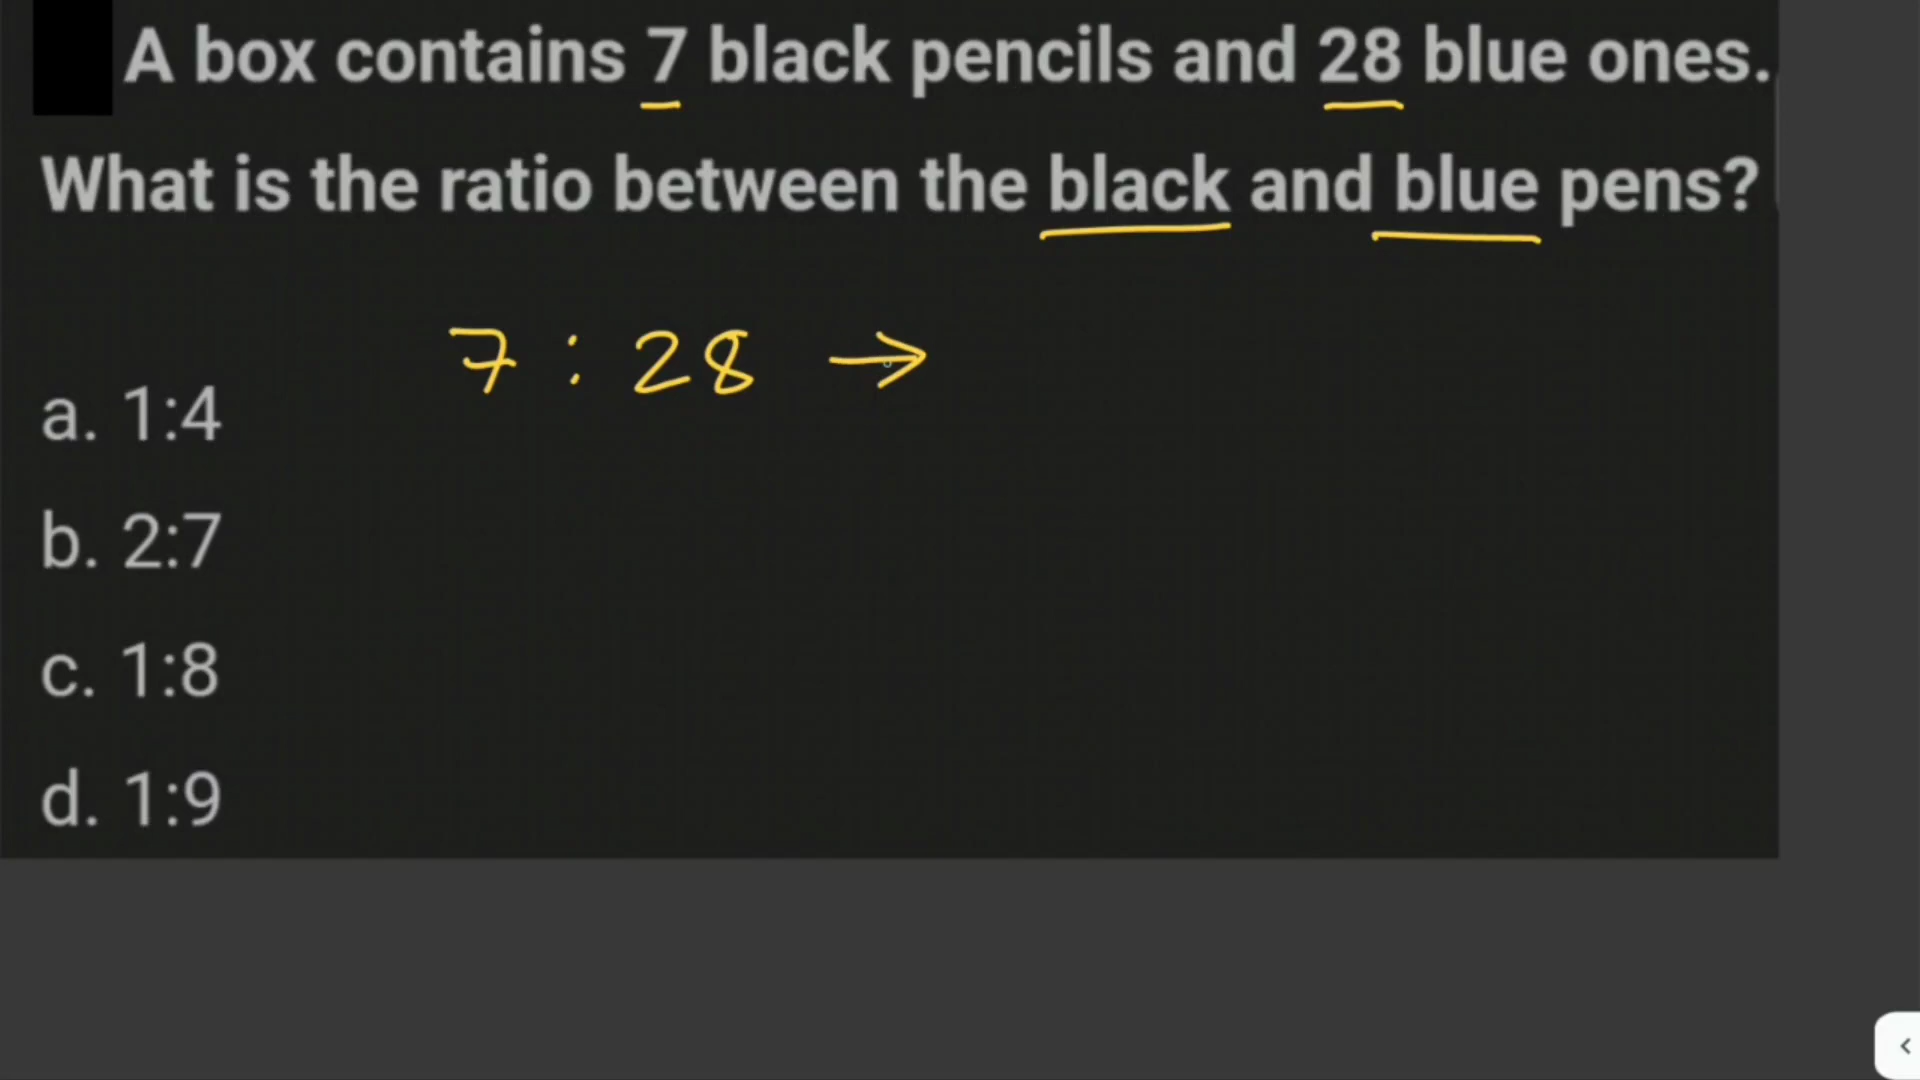 A box contains 7 black pencils and 28 blue ones.
What is the ratio between the black and blue pens?
7 : 28 →
a. 1:4
b. 2:7
c. 1:8
d. 1:9